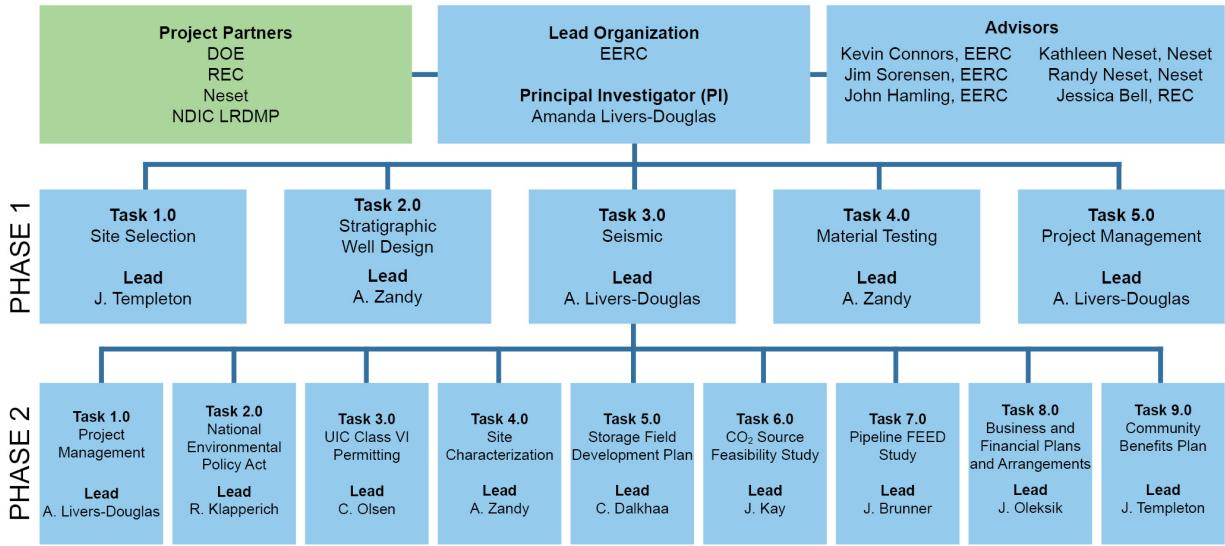 Project Partners
DOE
REC
Neset
NDIC LRDMP
Lead Organization
EERC
Principal Investigator (PI)
Amanda Livers-Douglas
Advisors
Kevin Connors, EERC
Jim Sorensen, EERC
John Hamling, EERC
Kathleen Neset, Neset
Randy Neset, Neset
Jessica Bell, REC
PHASE 1
Task 1.0
Site Selection
Lead
J. Templeton
Task 2.0
Stratigraphic
Well Design
Lead
A. Zandy
Task 3.0
Seismic
Lead
A. Livers-Douglas
Task 4.0
Material Testing
Lead
A. Zandy
Task 5.0
Project Management
Lead
A. Livers-Douglas
PHASE 2
Task 1.0
Project
Management
Lead
A. Livers-Douglas
Task 2.0
National
Environmental
Policy Act
Lead
R. Klapperich
Task 3.0
UIC Class VI
Permitting
Lead
C. Olsen
Task 4.0
Site
Characterization
Lead
A. Zandy
Task 5.0
Storage Field
Development Plan
Lead
C. Dalkhaa
Task 6.0
CO₂ Source
Feasibility Study
Lead
J. Kay
Task 7.0
Pipeline FEED
Study
Lead
J. Brunner
Task 8.0
Business and
Financial Plans
and Arrangements
Lead
J. Oleksik
Task 9.0
Community
Benefits Plan
Lead
J. Templeton